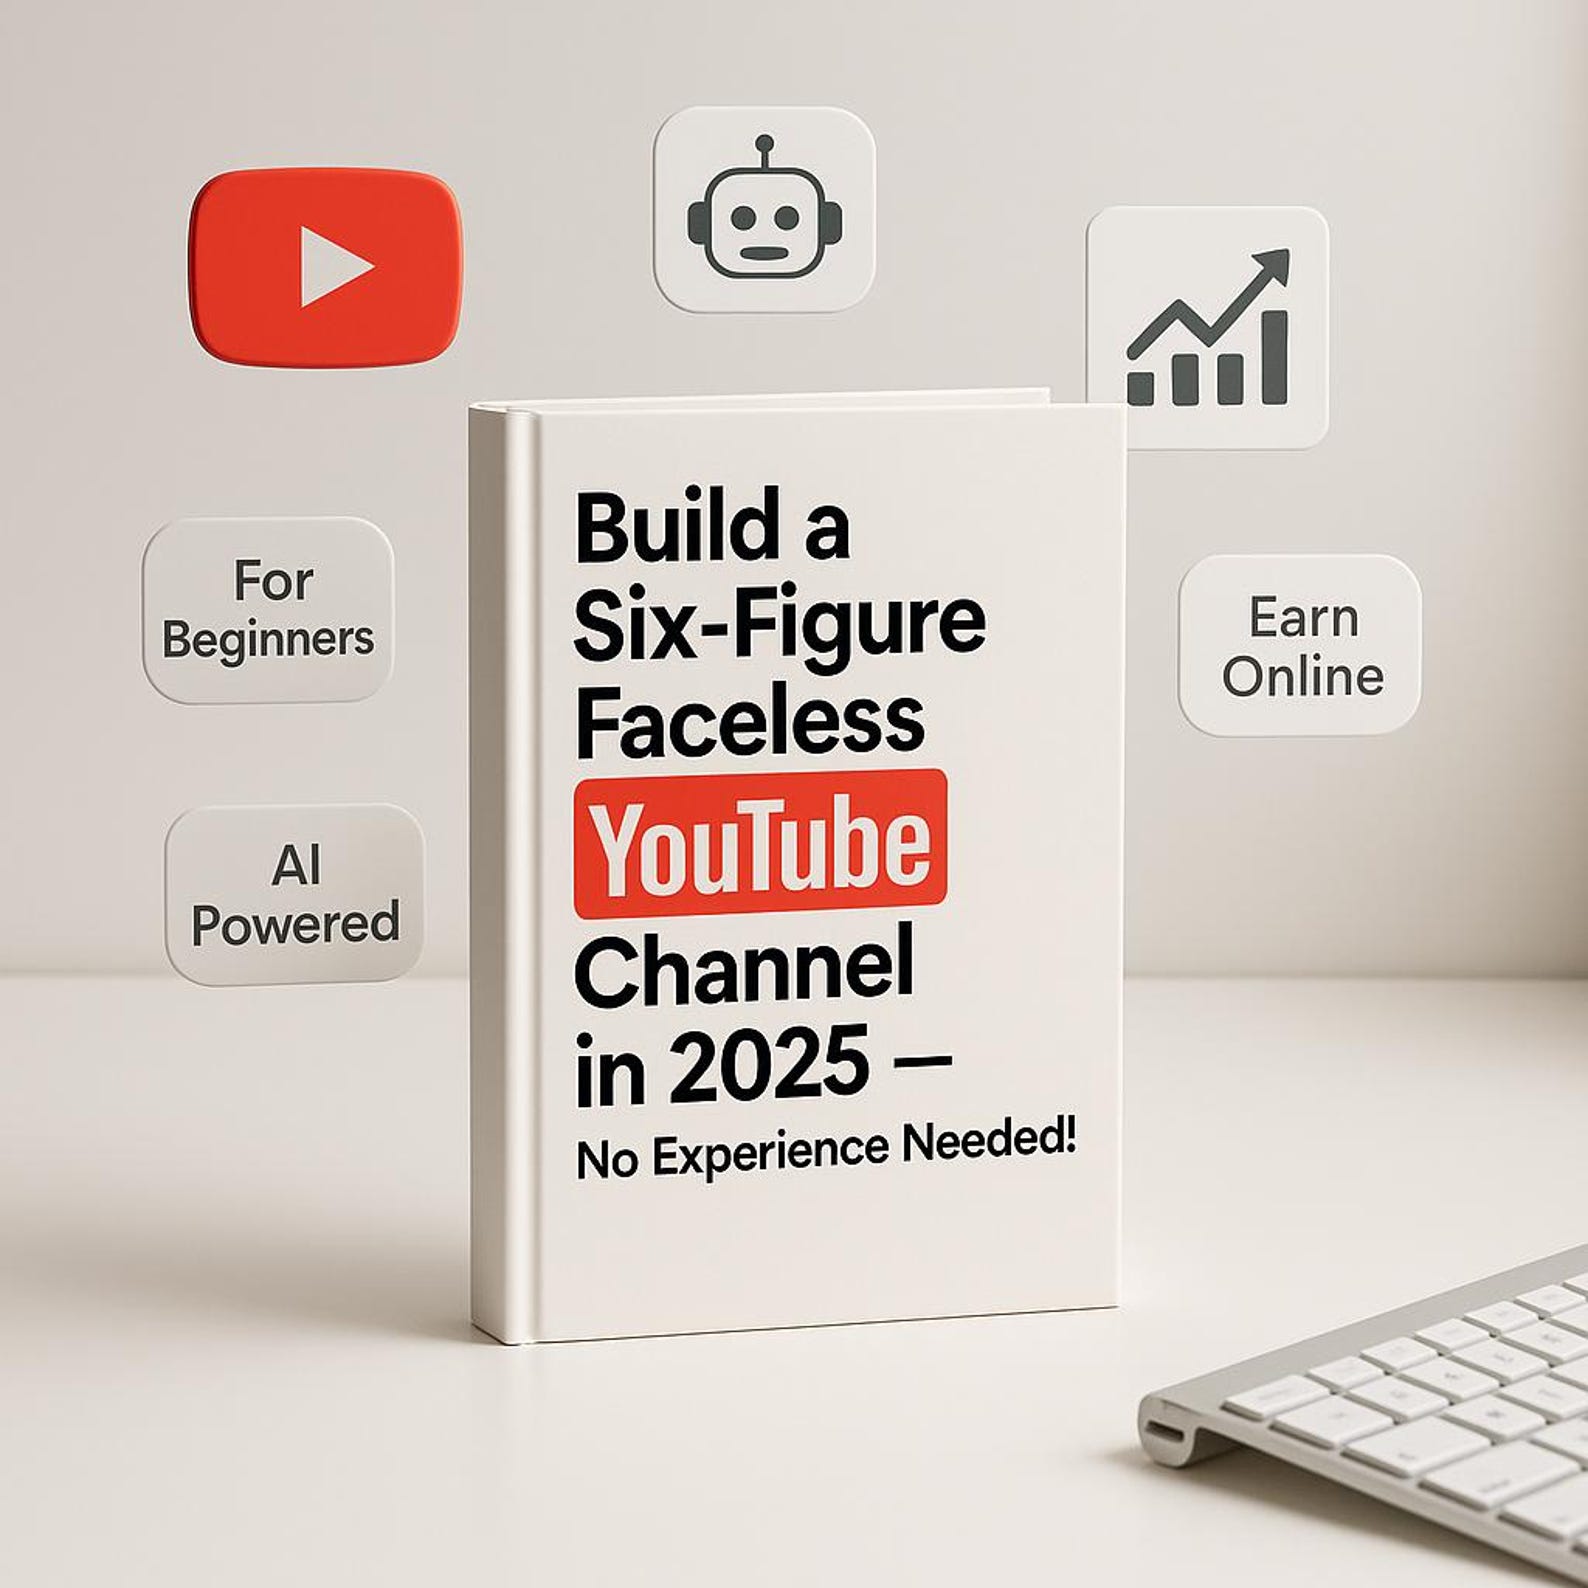 For
Beginners
AI
Powered
Build a
Six-Figure
Faceless
YouTube
Channel
in 2025 —
No Experience Needed!
Earn
Online